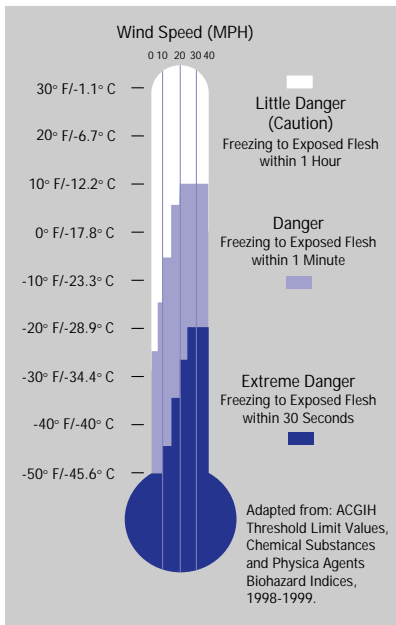 Wind Speed (MPH)
0 10 20 30 40
30° F/-1.1° C
20° F/-6.7° C
10° F/-12.2° C
0° F/-17.8° C
-10° F/-23.3° C
-20° F/-28.9° C
-30° F/-34.4° C
-40° F/-40° C
-50° F/-45.6° C
Little Danger
(Caution)
Freezing to Exposed Flesh
within 1 Hour
Danger
Freezing to Exposed Flesh
within 1 Minute
Extreme Danger
Freezing to Exposed Flesh
within 30 Seconds
Adapted from: ACGIH
Threshold Limit Values,
Chemical Substances
and Physica Agents
Biohazard Indices,
1998-1999.